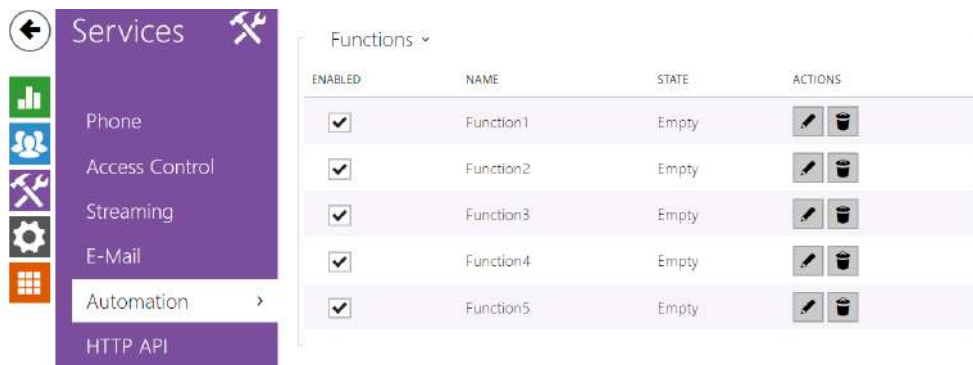 Services
Phone
Access Control
Streaming
E-Mail
Automation
HTTP API
Functions
ENABLED NAME STATE ACTIONS
Function1 Empty
Function2 Empty
Function3 Empty
Function4 Empty
Function5 Empty